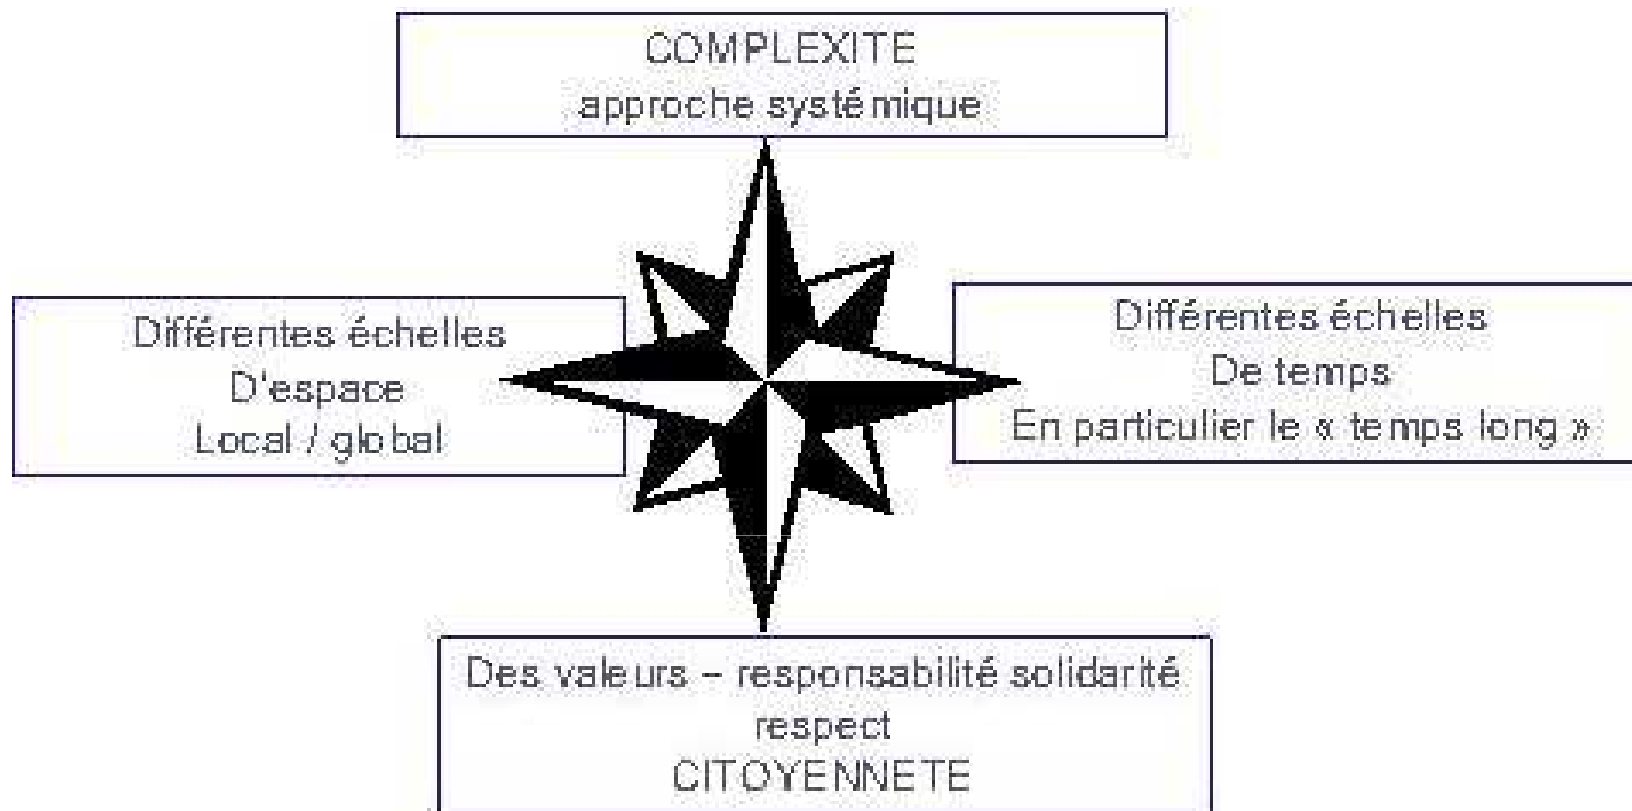 COMPLEXITE
approche systémique
Différentes échelles
D'espace
Local / global
Différentes échelles
De temps
En particulier le « temps long »
Des valeurs – responsabilité solidarité
respect
CITOYENNETE